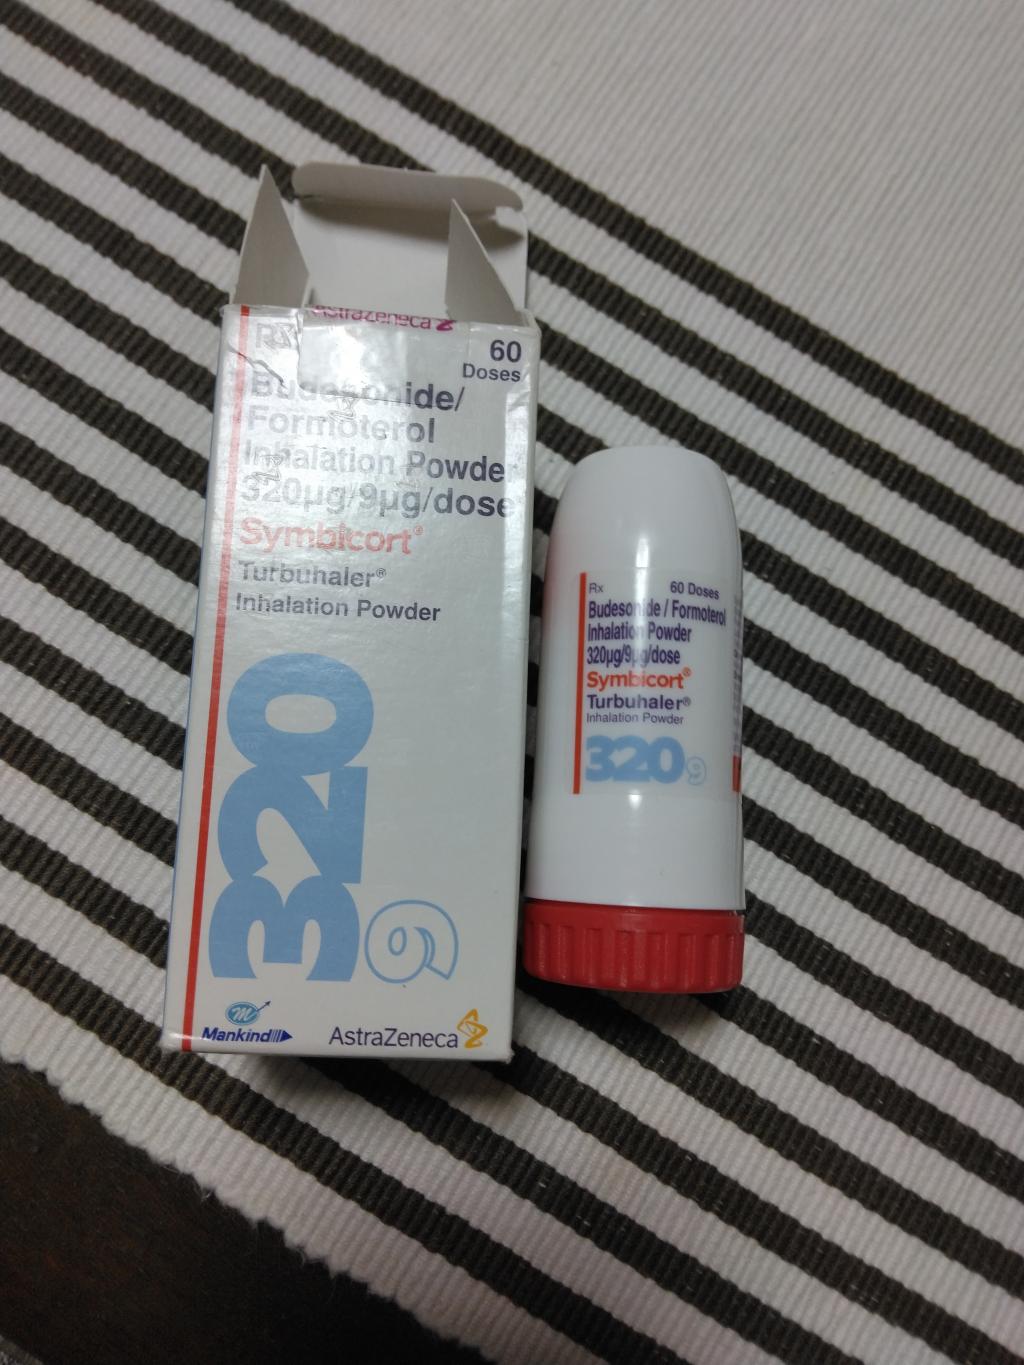 AstraZeneca
Rx
60
Doses
Budesonide/
Formoterol
Inhalation Powder
320µg/9µg/dose
Symbicort®
Turbuhaler®
Inhalation Powder
320
9
m
Mankind
AstraZeneca
Rx
60 Doses
Budesonide / Formoterol
Inhalation Powder
320µg/9µg/dose
Symbicort®
Turbuhaler®
Inhalation Powder
320 9